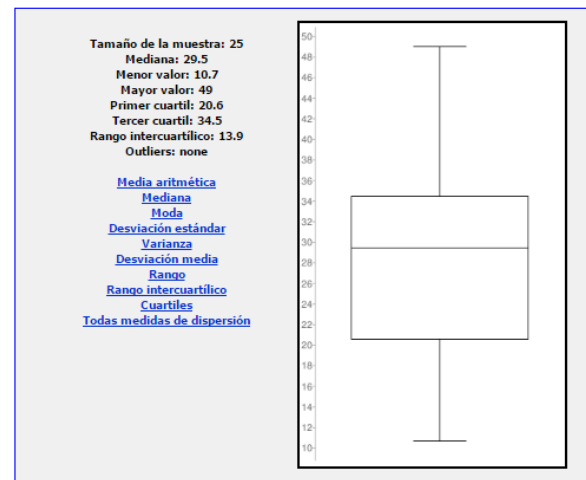 Tamaño de la muestra: 25
Mediana: 29.5
Menor valor: 10.7
Mayor valor: 49
Primer cuartil: 20.6
Tercer cuartil: 34.5
Rango intercuartílico: 13.9
Outliers: none
Media aritmética
Mediana
Moda
Desviación estándar
Varianza
Desviación media
Rango
Rango intercuartílico
Cuartiles
Todas medidas de dispersión
50
48
46
44
42
40
38
36
34
32
30
28
26
24
22
20
18
16
14
12
10